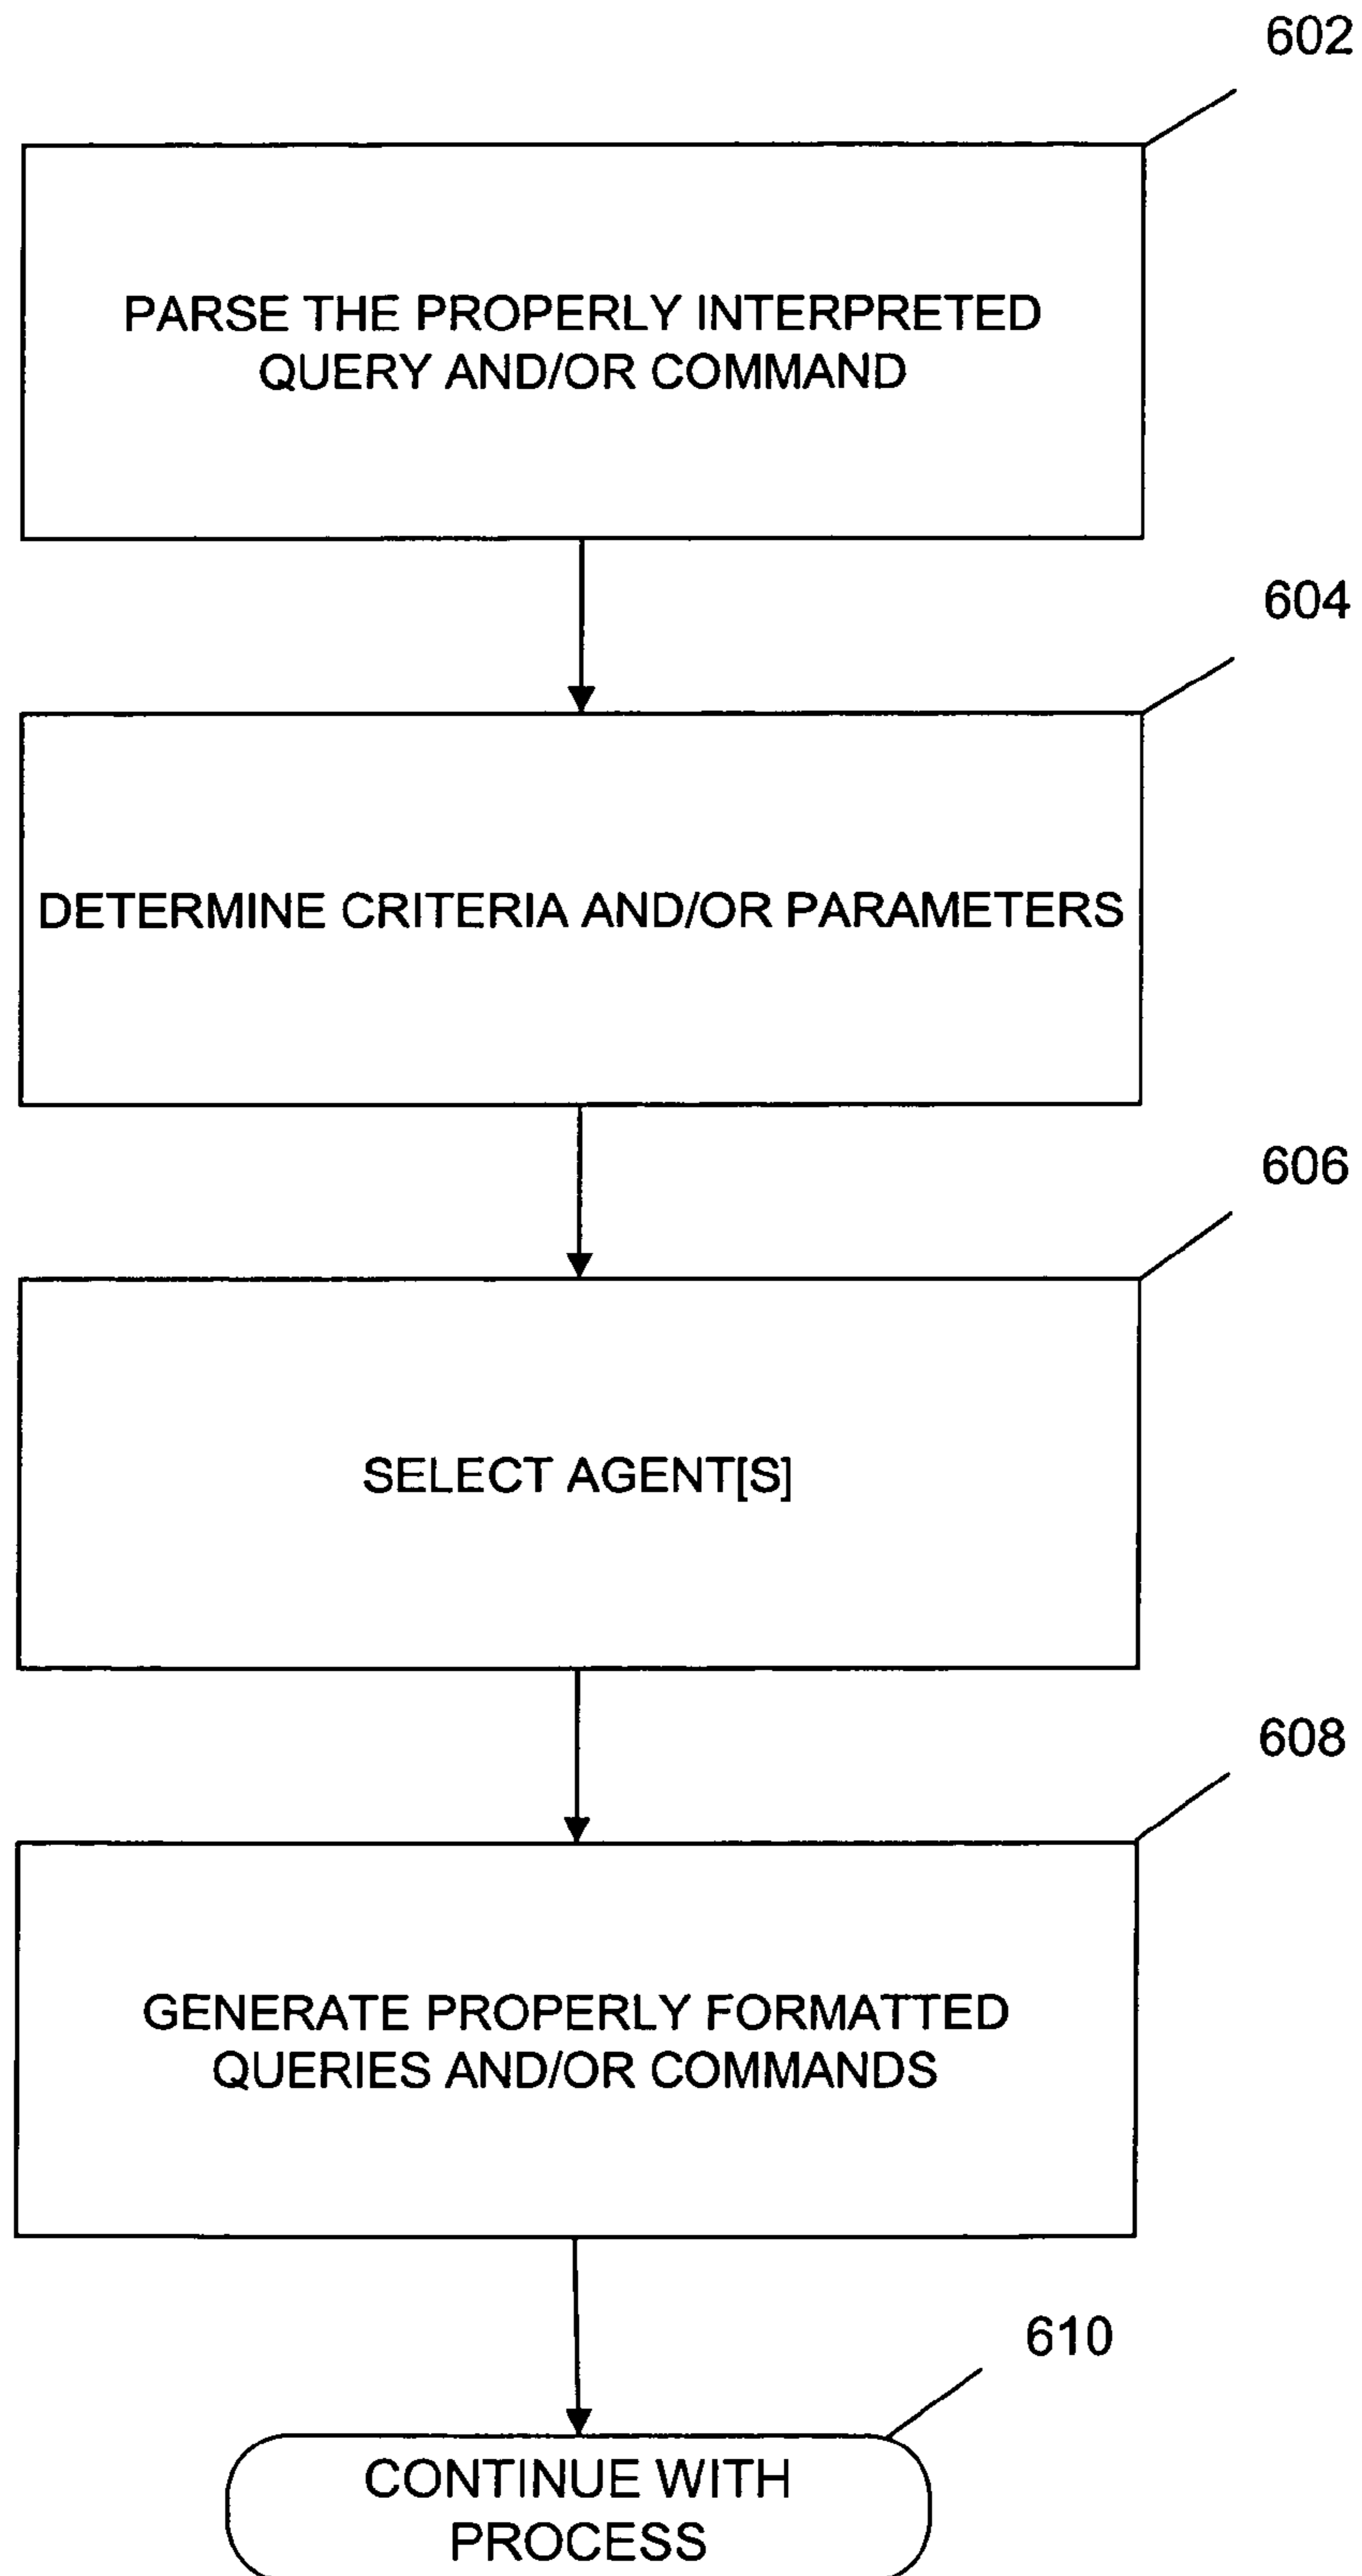 602
PARSE THE PROPERLY INTERPRETED
QUERY AND/OR COMMAND
604
DETERMINE CRITERIA AND/OR PARAMETERS
606
SELECT AGENT[S]
608
GENERATE PROPERLY FORMATTED
QUERIES AND/OR COMMANDS
610
CONTINUE WITH
PROCESS